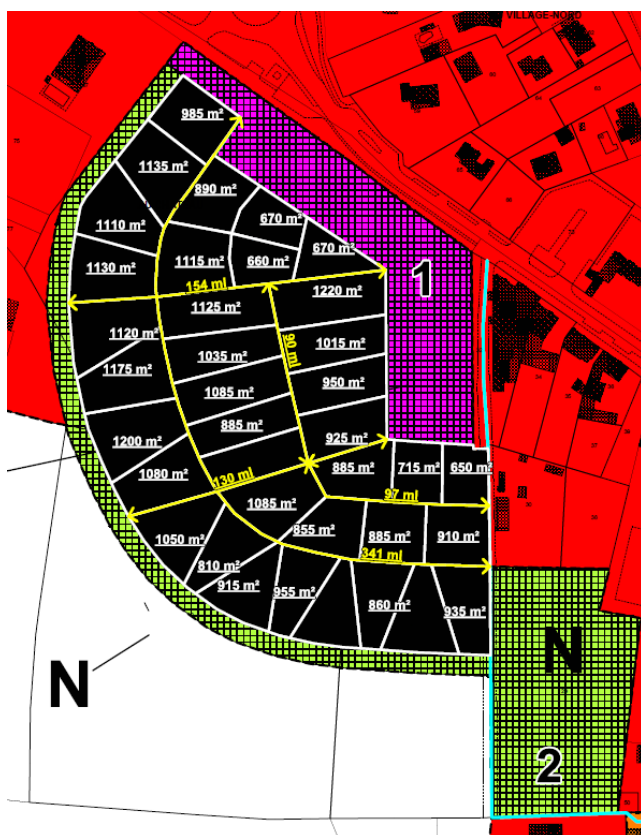 VILLAGE-NORD
985 m²
1135 m²
890 m²
670 m²
1110 m²
670 m²
1115 m²
660 m²
1130 m²
1
154 ml
1220 m²
1125 m²
1120 m²
90 ml
1015 m²
1035 m²
1175 m²
950 m²
1085 m²
885 m²
925 m²
1200 m²
885 m²
715 m²
650 m²
1080 m²
130 ml
97 ml
1085 m²
855 m²
885 m²
910 m²
1050 m²
341 ml
810 m²
915 m²
955 m²
860 m²
935 m²
N
N
2